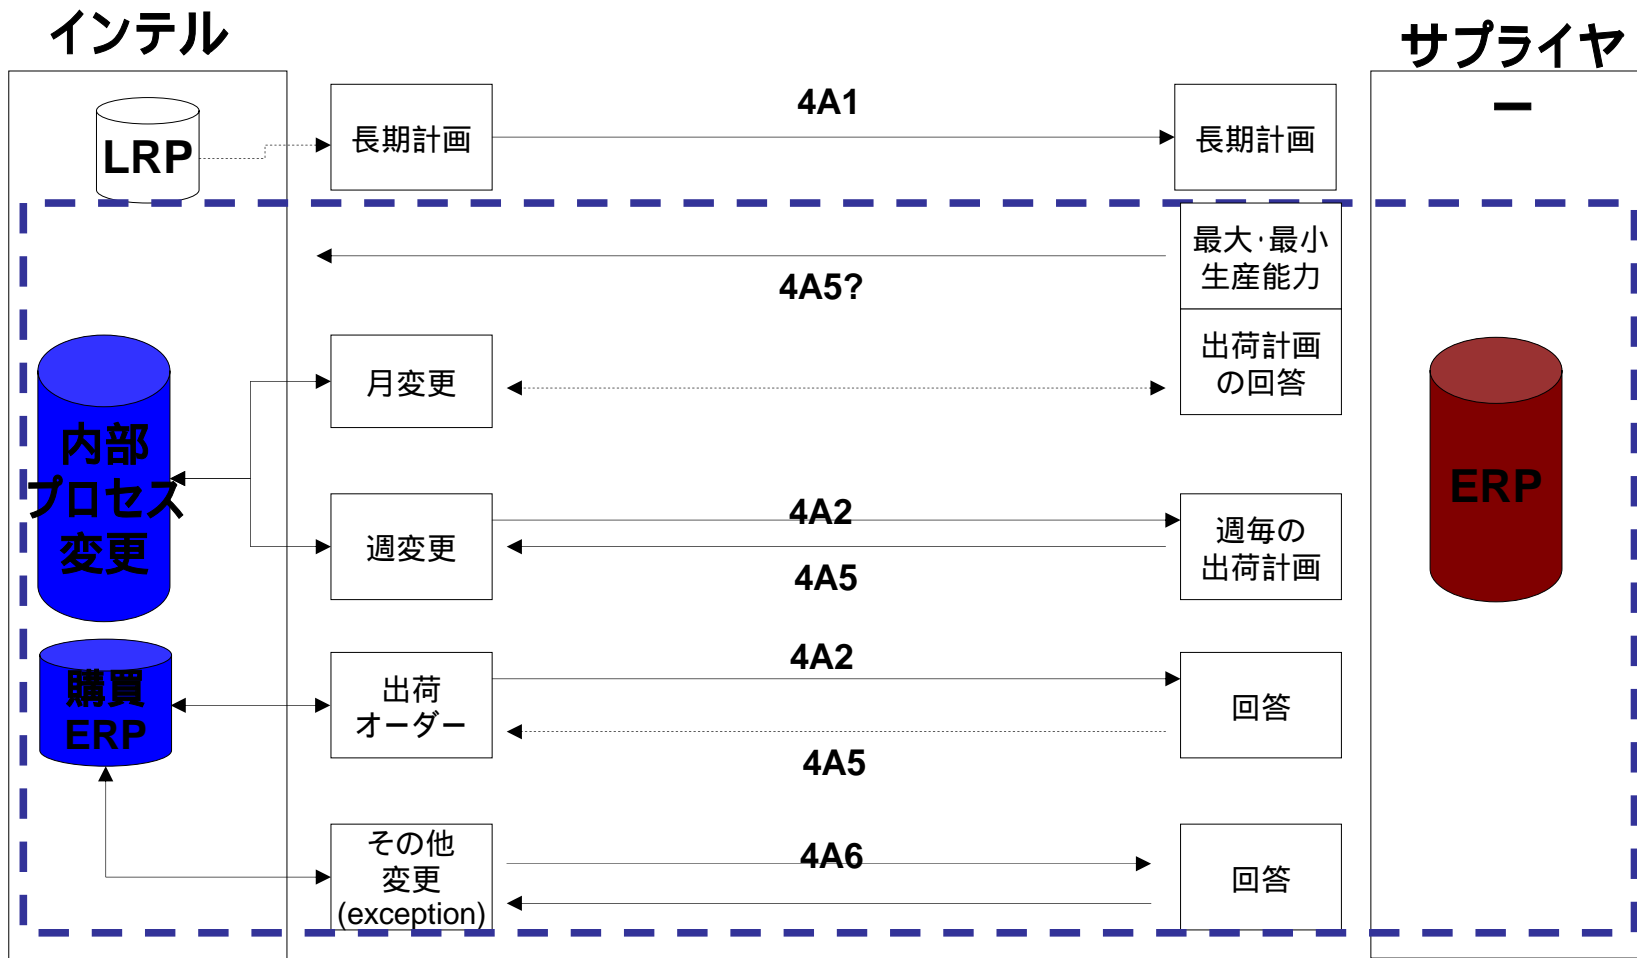 インテル
サプライヤ
ー
LRP
長期計画
4A1
長期計画
最大・最小
生産能力
4A5?
出荷計画
の回答
月変更
内部
プロセス
変更
ERP
週変更
4A2
4A5
週毎の
出荷計画
購買
ERP
出荷
オーダー
4A2
4A5
回答
その他
変更
(exception)
4A6
回答